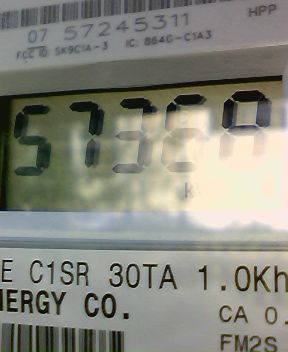 07 57245311
HPP
FCC ID: SK9C1A-3 IC: 864G-C1A3
E C1SR 30TA 1.0Kh
NERGY CO.
CA 0.
FM2S